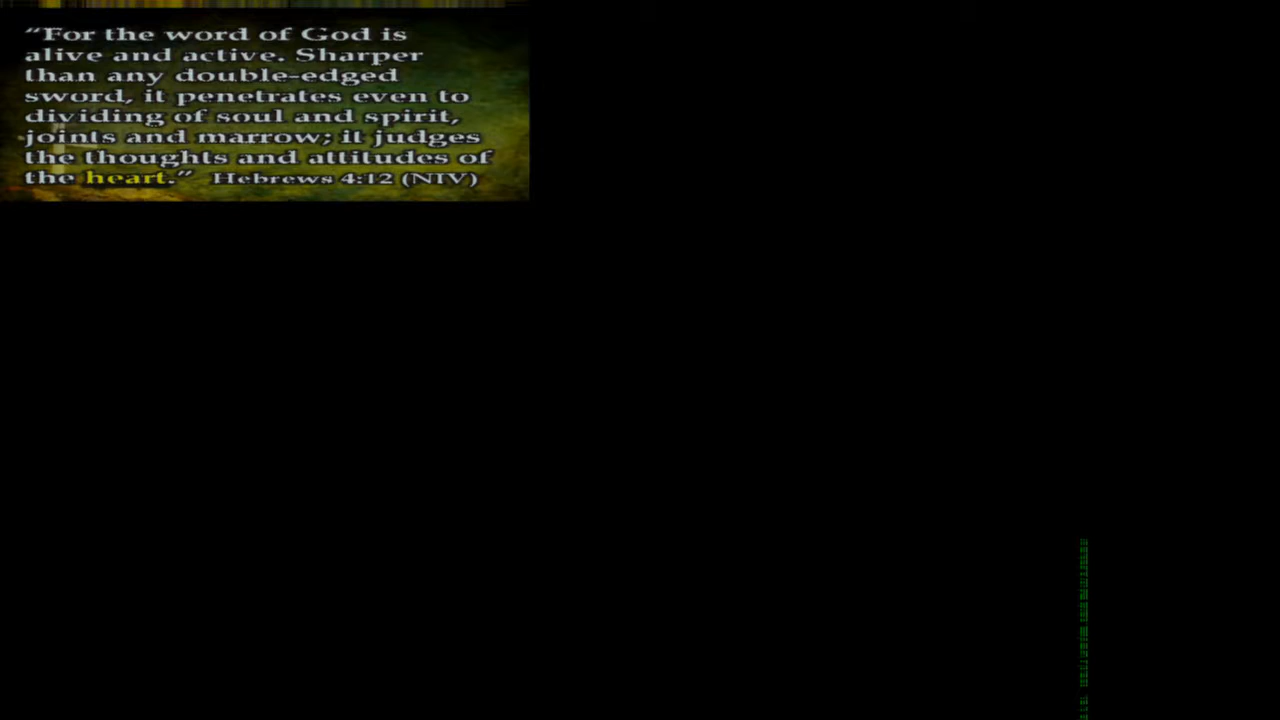 “For the word of God is
alive and active. Sharper
than any double-edged
sword, it penetrates even to
dividing of soul and spirit,
joints and marrow; it judges
the thoughts and attitudes of
the heart.” Hebrews 4:12 (NIV)